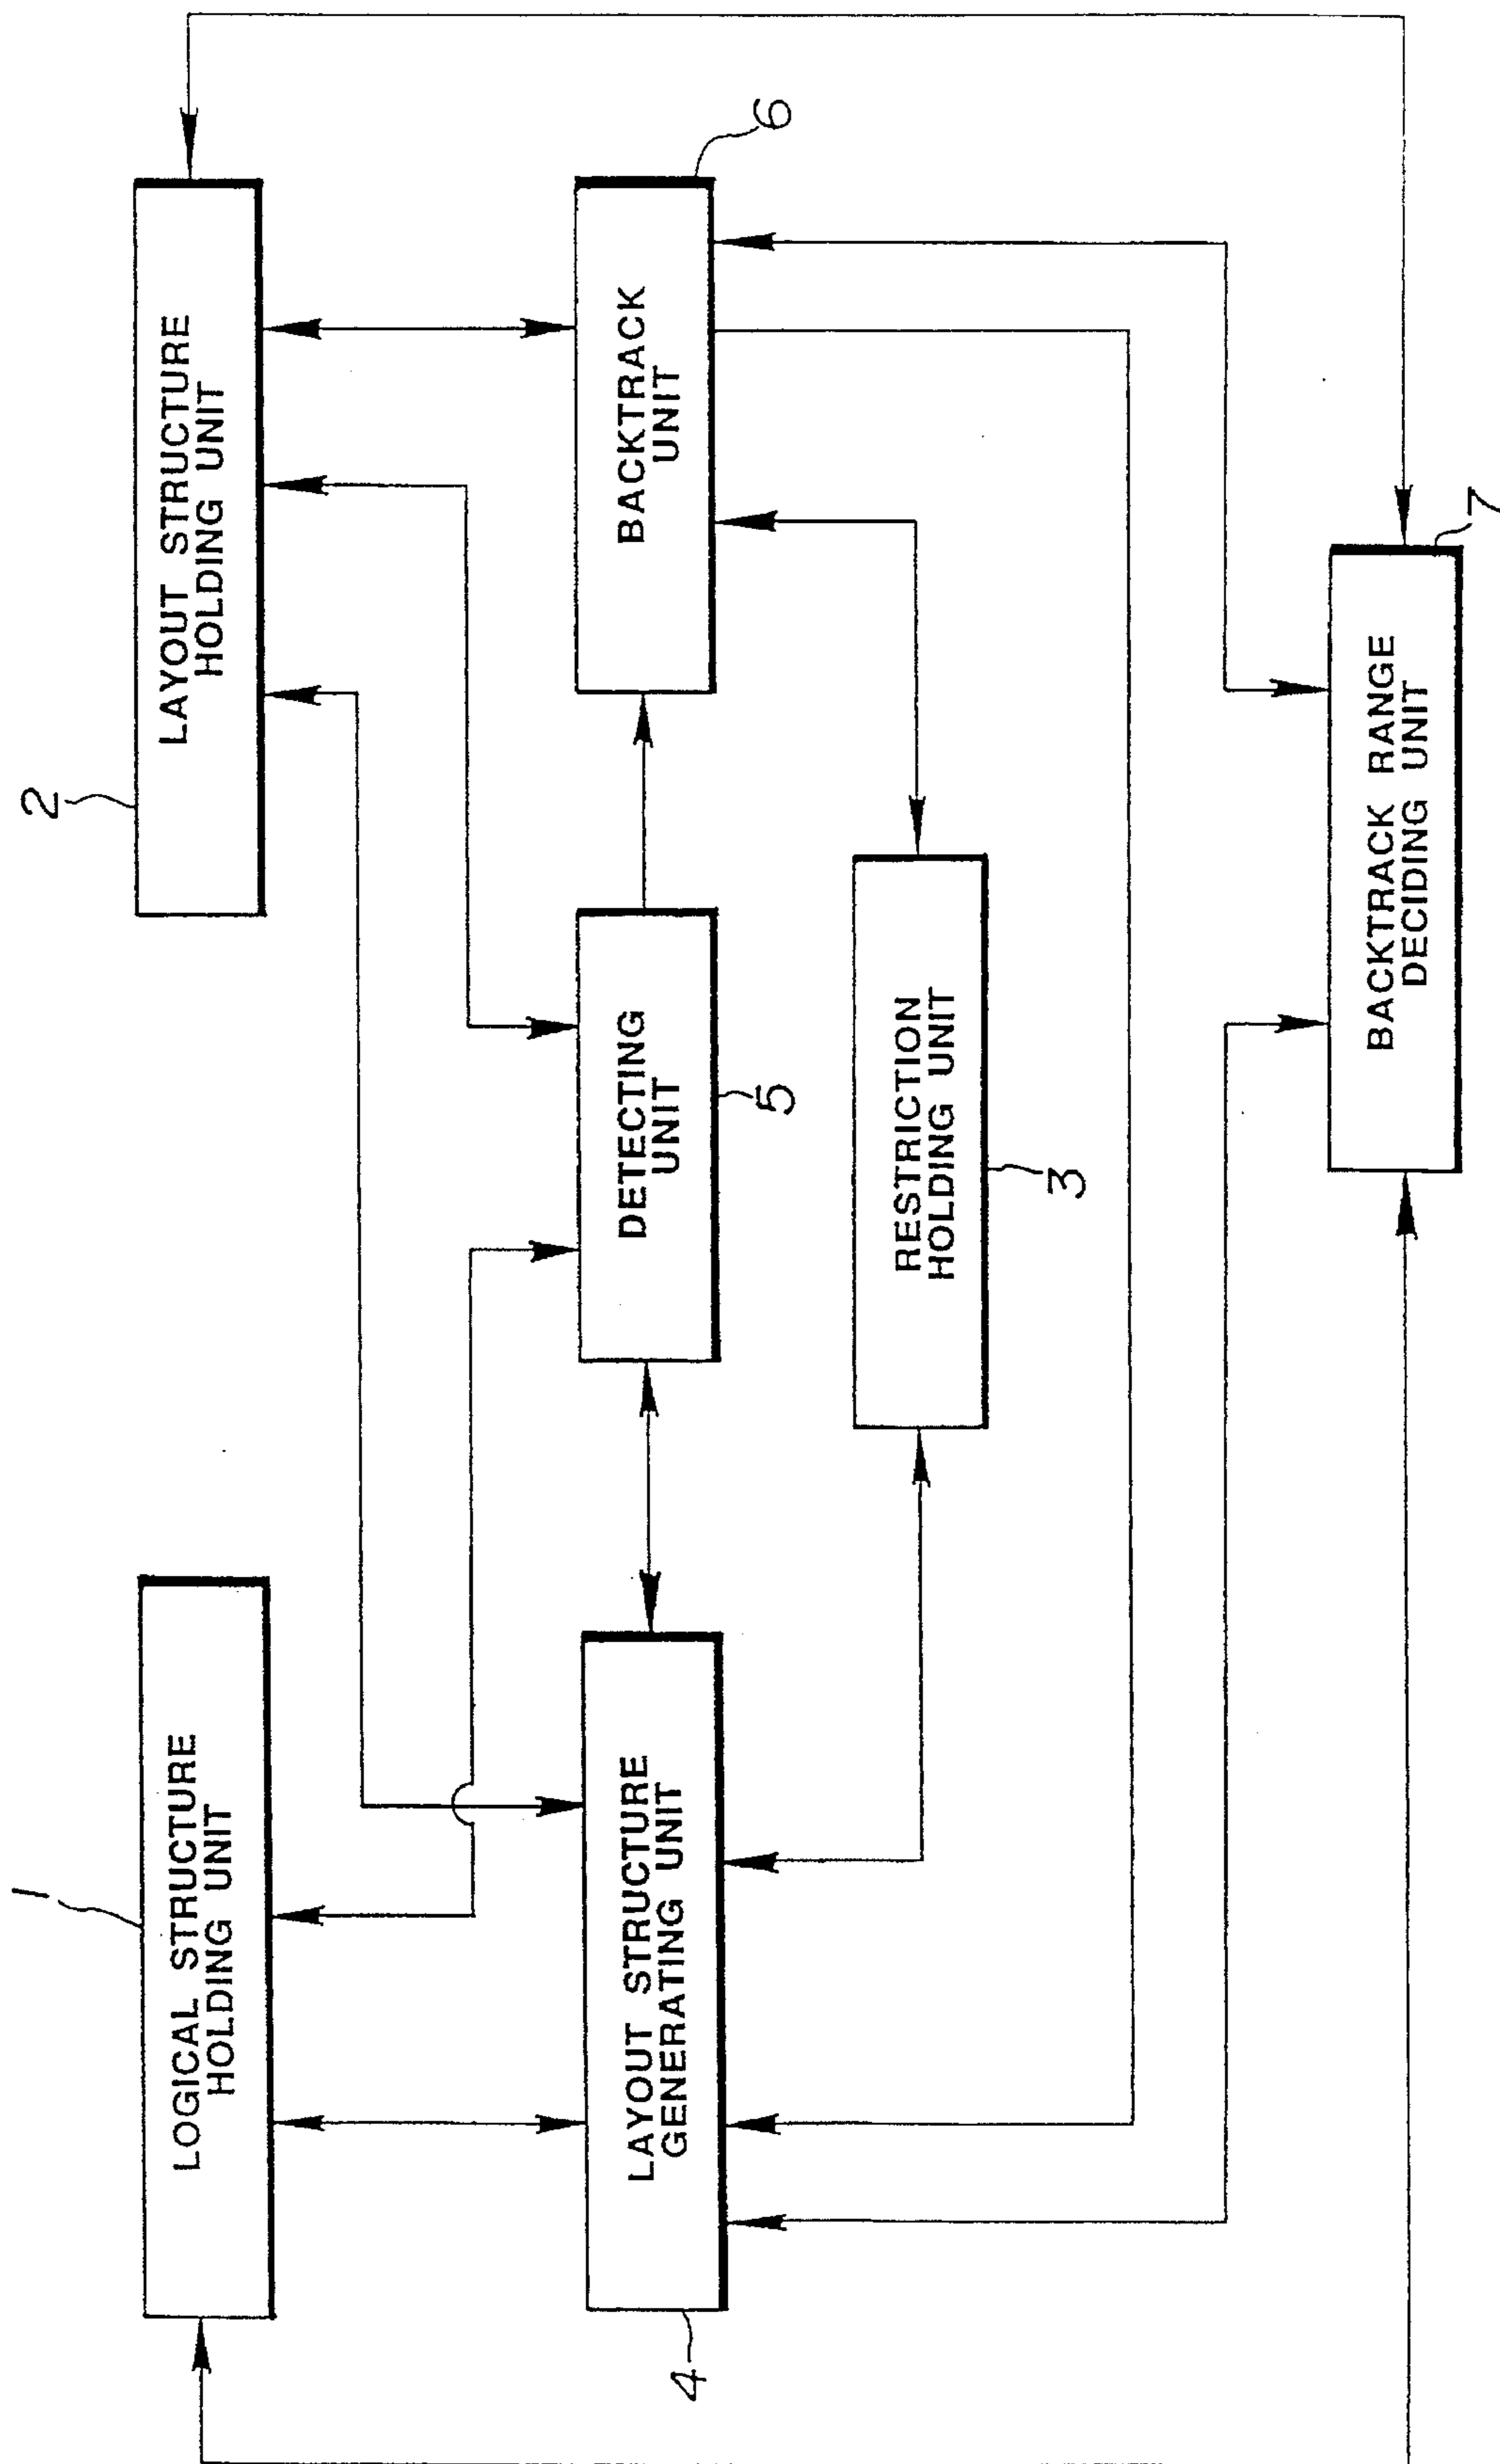 1
LOGICAL STRUCTURE
HOLDING UNIT
2
LAYOUT STRUCTURE
HOLDING UNIT
4
LAYOUT STRUCTURE
GENERATING UNIT
DETECTING
UNIT
5
BACKTRACK
UNIT
6
RESTRICTION
HOLDING UNIT
3
BACKTRACK RANGE
DECIDING UNIT
7